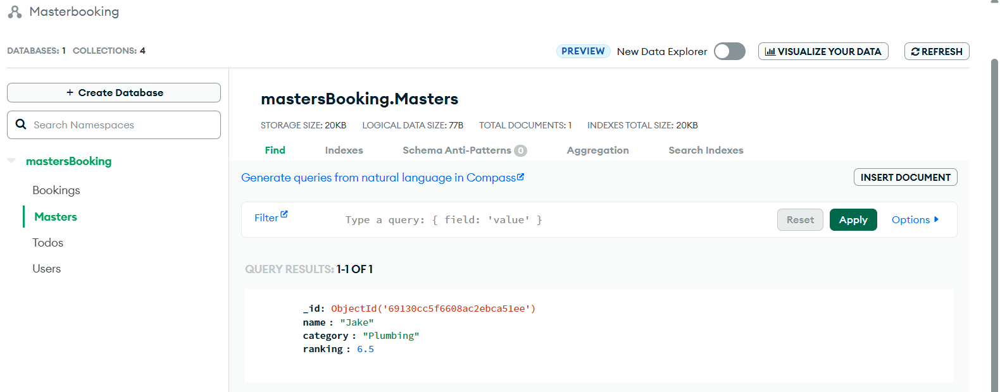 Masterbooking
DATABASES: 1 COLLECTIONS: 4
PREVIEW New Data Explorer VISUALIZE YOUR DATA REFRESH
+ Create Database
Search Namespaces
mastersBooking
Bookings
Masters
Todos
Users
mastersBooking.Masters
STORAGE SIZE: 20KB LOGICAL DATA SIZE: 77B TOTAL DOCUMENTS: 1 INDEXES TOTAL SIZE: 20KB
Find Indexes Schema Anti-Patterns 0 Aggregation Search Indexes
Generate queries from natural language in Compass
INSERT DOCUMENT
Filter Type a query: { field: 'value' } Reset Apply Options
QUERY RESULTS: 1-1 OF 1
_id: ObjectId('69130cc5f6608ac2ebca51ee')
name : "Jake"
category : "Plumbing"
ranking : 6.5